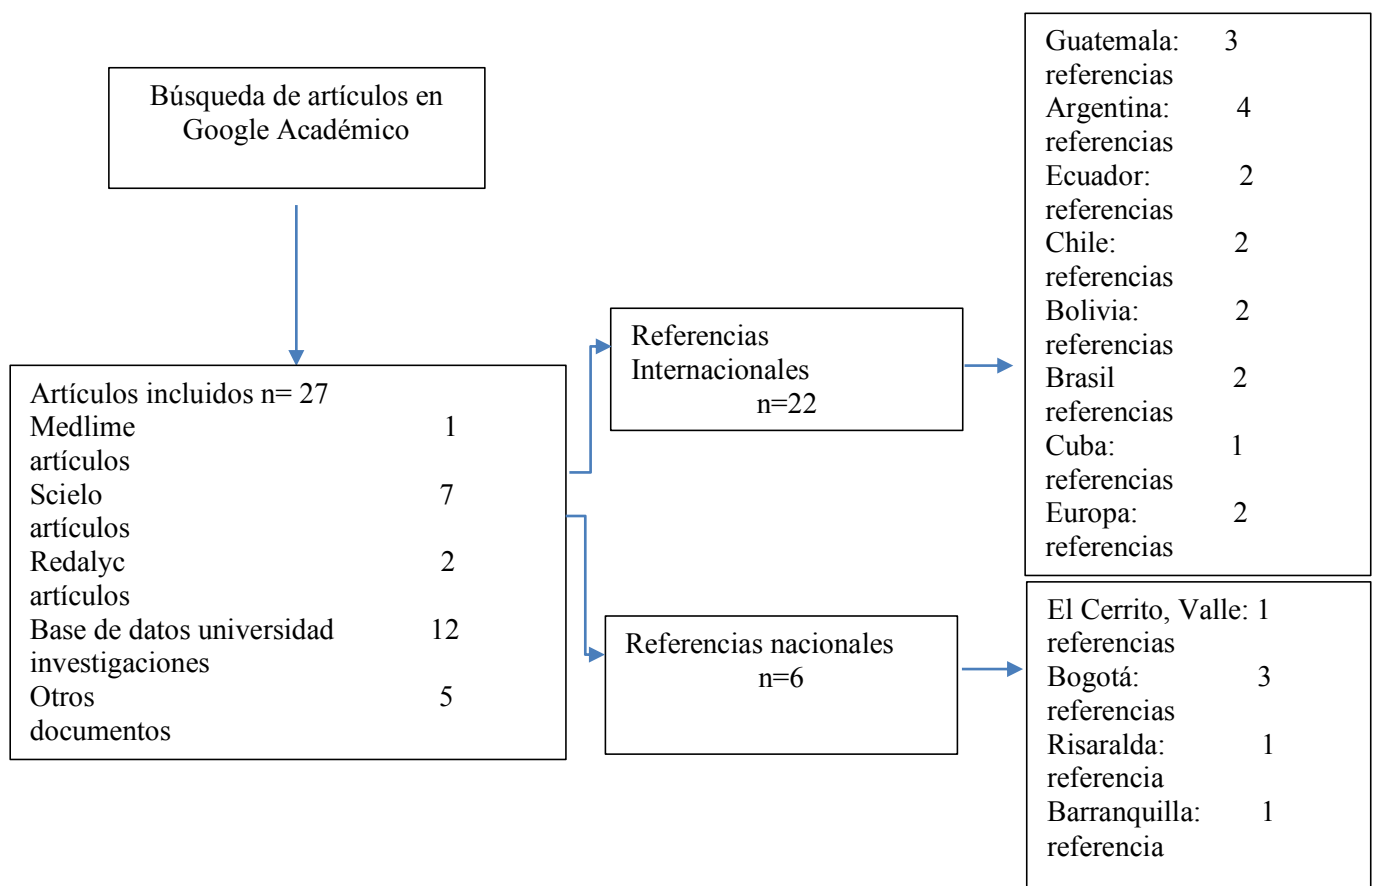 Búsqueda de artículos en
Google Académico
Artículos incluidos n= 27
Medlime 1
artículos
Scielo 7
artículos
Redalyc 2
artículos
Base de datos universidad 12
investigaciones
Otros 5
documentos
Referencias
Internacionales
n=22
Guatemala: 3
referencias
Argentina: 4
referencias
Ecuador: 2
referencias
Chile: 2
referencias
Bolivia: 2
referencias
Brasil 2
referencias
Cuba: 1
referencias
Europa: 2
referencias
Referencias nacionales
n=6
El Cerrito, Valle: 1
referencias
Bogotá: 3
referencias
Risaralda: 1
referencia
Barranquilla: 1
referencia